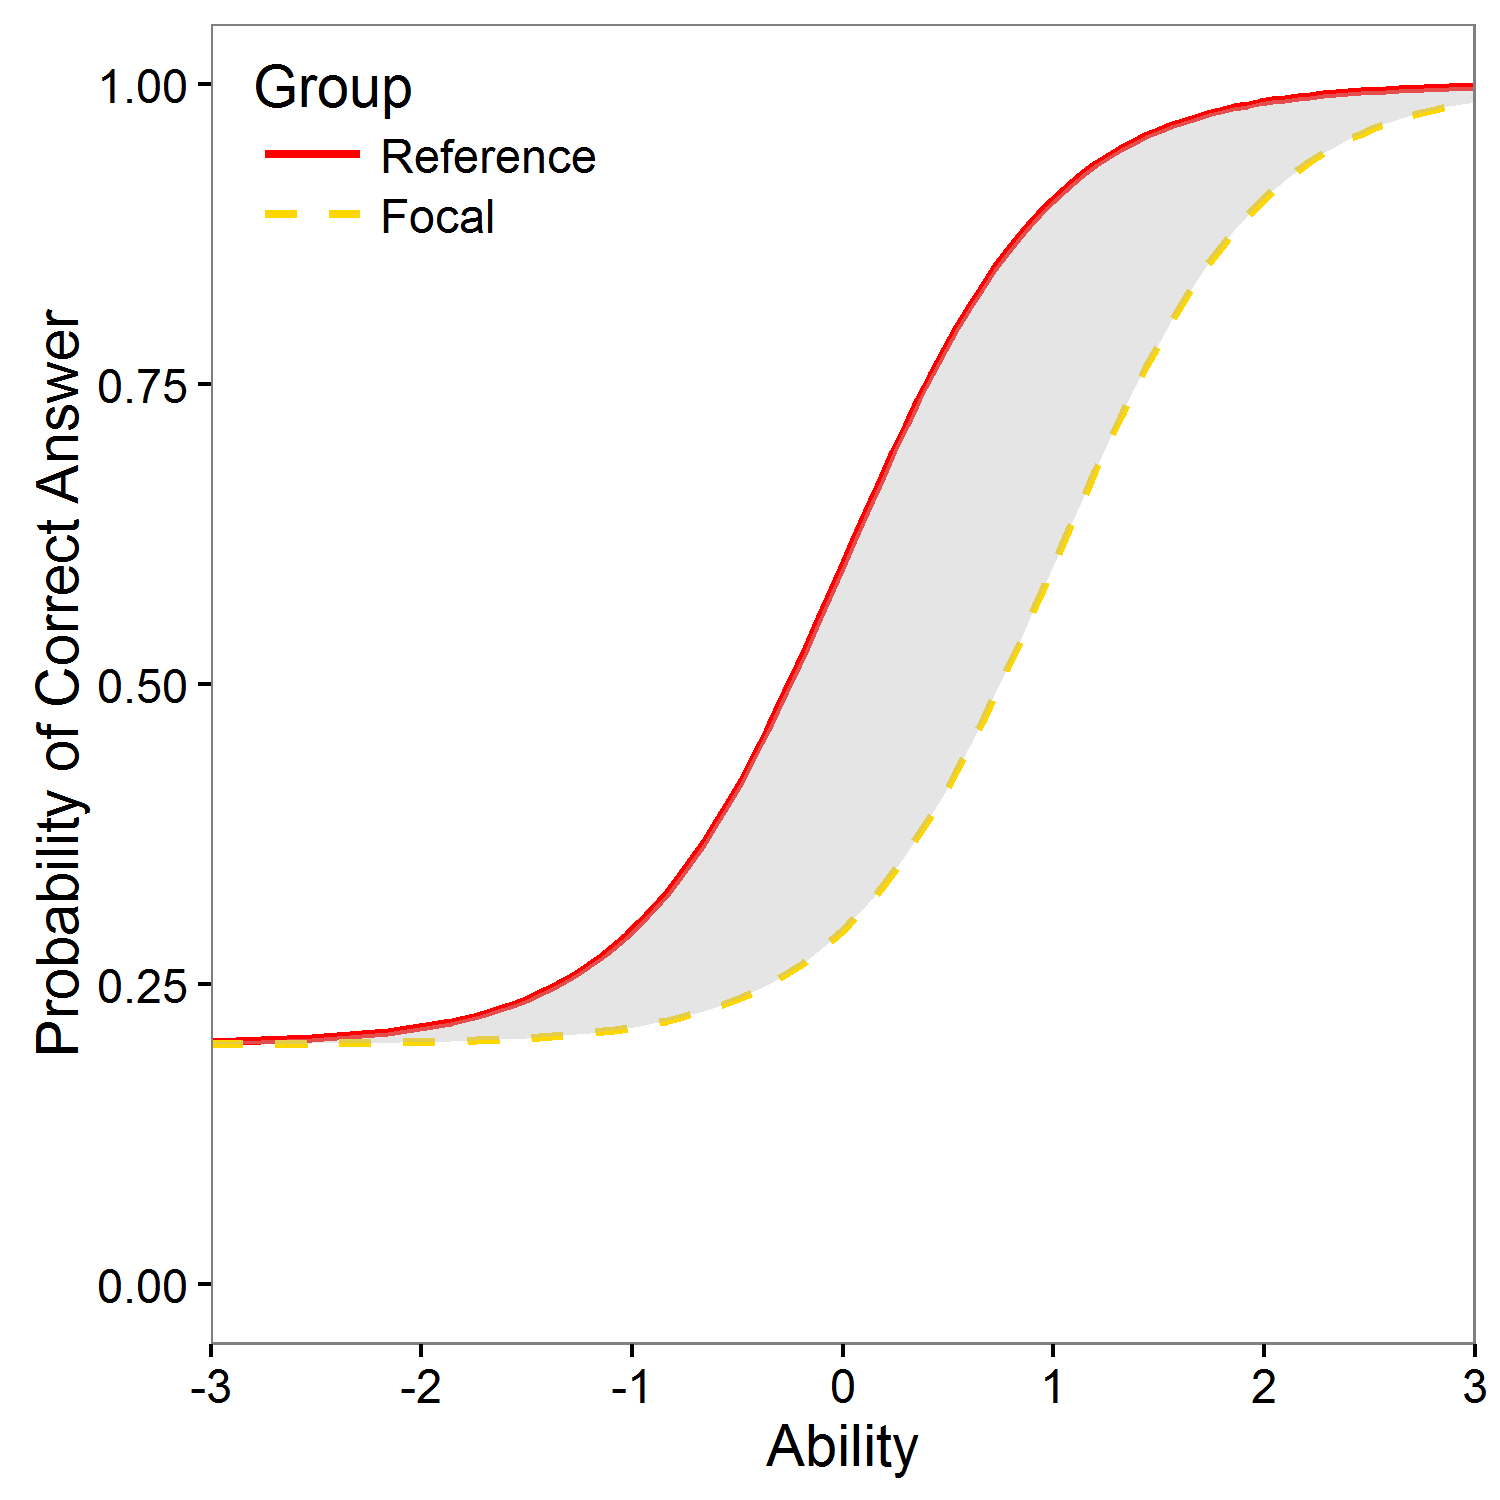 Group
Reference
Focal
Probability of Correct Answer
1.00
0.75
0.50
0.25
0.00
-3 -2 -1 0 1 2 3
Ability